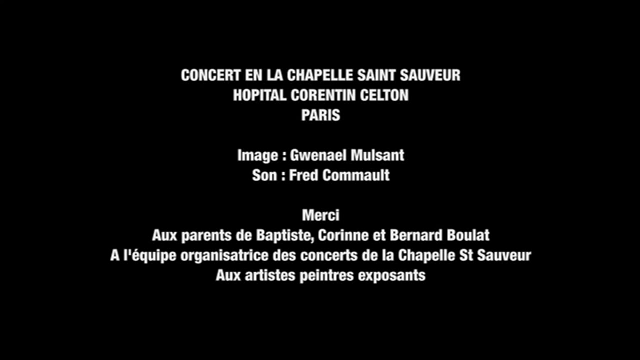 CONCERT EN LA CHAPELLE SAINT SAUVEUR
HOPITAL CORENTIN CELTON
PARIS
Image : Gwenael Mulsant
Son : Fred Commault
Merci
Aux parents de Baptiste, Corinne et Bernard Boulat
A l'équipe organisatrice des concerts de la Chapelle St Sauveur
Aux artistes peintres exposants